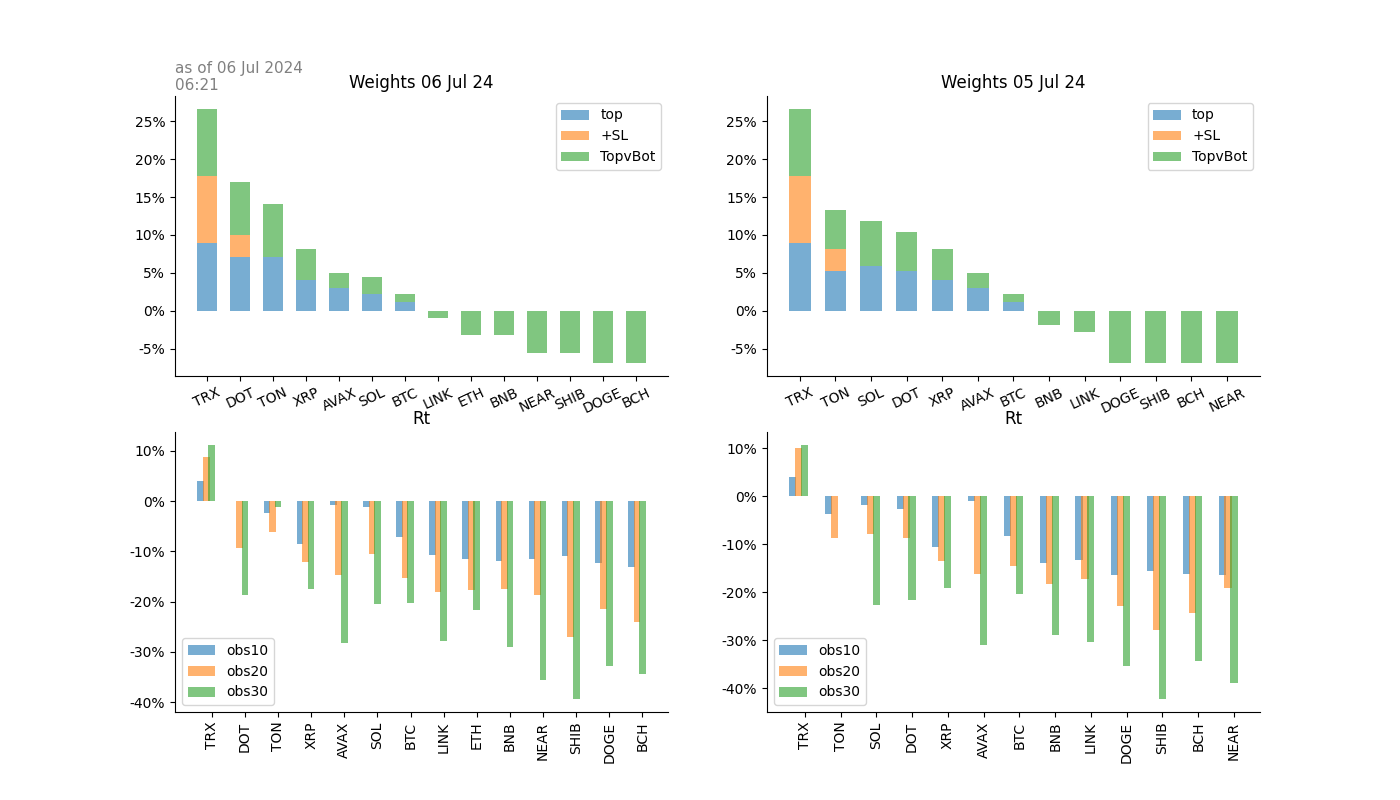 as of 06 Jul 2024
06:21
Weights 06 Jul 24
25%
20%
15%
10%
5%
0%
-5%
top
+SL
TopvBot
TRX DOT TON XRP AVAX SOL BTC LINK ETH BNB NEAR SHIB DOGE BCH
Weights 05 Jul 24
25%
20%
15%
10%
5%
0%
-5%
top
+SL
TopvBot
TRX TON SOL DOT XRP AVAX BTC BNB LINK DOGE SHIB BCH NEAR
Rt
10%
0%
-10%
-20%
-30%
-40%
obs10
obs20
obs30
TRX DOT TON XRP AVAX SOL BTC LINK ETH BNB NEAR SHIB DOGE BCH
Rt
10%
0%
-10%
-20%
-30%
-40%
obs10
obs20
obs30
TRX TON SOL DOT XRP AVAX BTC BNB LINK DOGE SHIB BCH NEAR